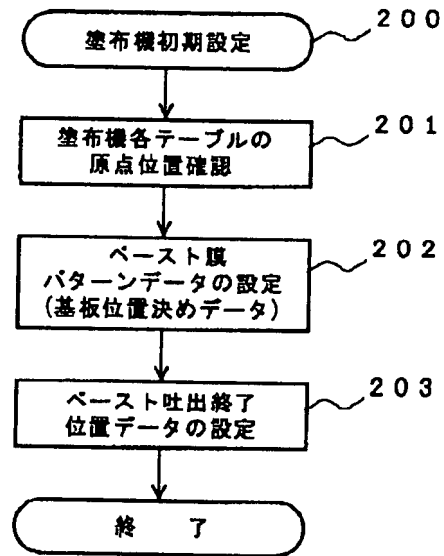 塗布機初期設定
200
塗布機各テーブルの
原点位置確認
201
ペースト膜
パターンデータの設定
(基板位置決めデータ)
202
ペースト吐出終了
位置データの設定
203
終 了